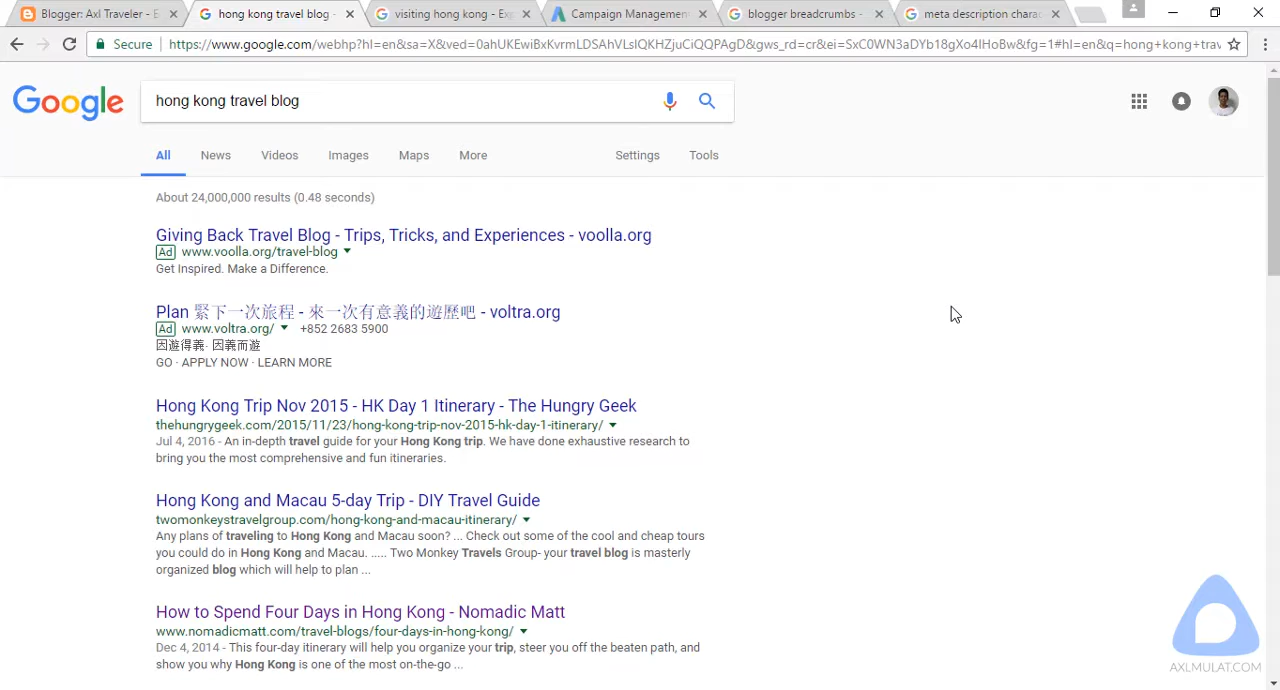 Blogger: Axl Traveler - E
hong kong travel blog -
visiting hong kong - Exp
Campaign Managemen
blogger breadcrumbs -
meta description charac
Secure
https://www.google.com/webhp?hl=en&sa=X&ved=0ahUKEwiBxKvrmLDSAhVLsIQKHZjuCiQQPAgD&gws_rd=cr&ei=SxC0WN3aDYb18gXo4IHoBw&fg=1#hl=en&q=hong+kong+trav
Google
hong kong travel blog
All
News
Videos
Images
Maps
More
Settings
Tools
About 24,000,000 results (0.48 seconds)
Giving Back Travel Blog - Trips, Tricks, and Experiences - voolla.org
Ad www.voolla.org/travel-blog
Get Inspired. Make a Difference.
Plan 緊下一次旅程 - 來一次有意義的遊歷吧 - voltra.org
Ad www.voltra.org/ +852 2683 5900
因遊得義· 因義而遊
GO · APPLY NOW · LEARN MORE
Hong Kong Trip Nov 2015 - HK Day 1 Itinerary - The Hungry Geek
thehungrygeek.com/2015/11/23/hong-kong-trip-nov-2015-hk-day-1-itinerary/
Jul 4, 2016 - An in-depth travel guide for your Hong Kong trip. We have done exhaustive research to
bring you the most comprehensive and fun itineraries.
Hong Kong and Macau 5-day Trip - DIY Travel Guide
twomonkeystravelgroup.com/hong-kong-and-macau-itinerary/
Any plans of traveling to Hong Kong and Macau soon? ... Check out some of the cool and cheap tours
you could do in Hong Kong and Macau. ..... Two Monkey Travels Group- your travel blog is masterly
organized blog which will help to plan ...
How to Spend Four Days in Hong Kong - Nomadic Matt
www.nomadicmatt.com/travel-blogs/four-days-in-hong-kong/
Dec 4, 2014 - This four-day itinerary will help you organize your trip, steer you off the beaten path, and
show you why Hong Kong is one of the most on-the-go ...
AXLMULAT.COM